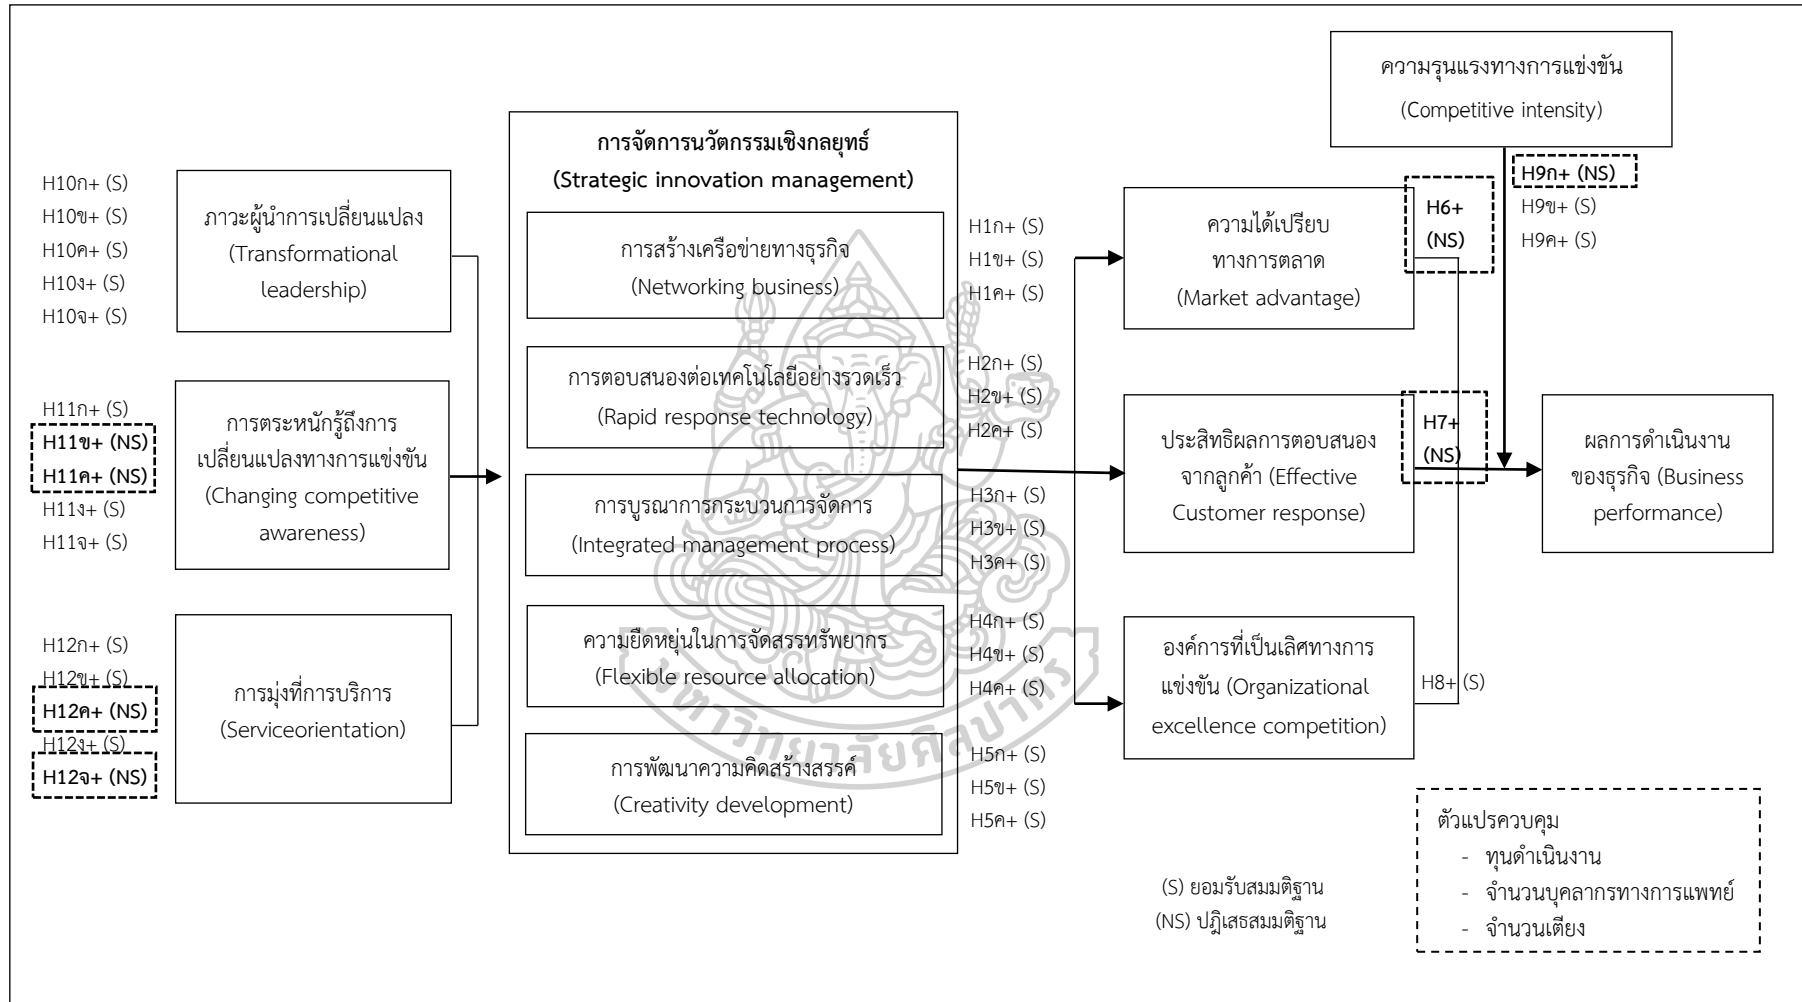 ความรุนแรงทางการแข่งขัน
(Competitive intensity)
การจัดการนวัตกรรมเชิงกลยุทธ์
(Strategic innovation management)
H10ก+ (S)
H10ข+ (S)
H10ค+ (S)
H10ง+ (S)
H10จ+ (S)
ภาวะผู้นำการเปลี่ยนแปลง
(Transformational
leadership)
H11ก+ (S)
H11ข+ (NS)
H11ค+ (NS)
H11ง+ (S)
H11จ+ (S)
การตระหนักรู้ถึงการ
เปลี่ยนแปลงทางการแข่งขัน
(Changing competitive
awareness)
H12ก+ (S)
H12ข+ (S)
H12ค+ (NS)
H12ง+ (S)
H12จ+ (NS)
การมุ่งที่การบริการ
(Serviceorientation)
การสร้างเครือข่ายทางธุรกิจ
(Networking business)
การตอบสนองต่อเทคโนโลยีอย่างรวดเร็ว
(Rapid response technology)
การบูรณาการกระบวนการจัดการ
(Integrated management process)
ความยืดหยุ่นในการจัดสรรทรัพยากร
(Flexible resource allocation)
การพัฒนาความคิดสร้างสรรค์
(Creativity development)
H1ก+ (S)
H1ข+ (S)
H1ค+ (S)
H2ก+ (S)
H2ข+ (S)
H2ค+ (S)
H3ก+ (S)
H3ข+ (S)
H3ค+ (S)
H4ก+ (S)
H4ข+ (S)
H4ค+ (S)
H5ก+ (S)
H5ข+ (S)
H5ค+ (S)
ความได้เปรียบ
ทางการตลาด
(Market advantage)
ประสิทธิผลการตอบสนอง
จากลูกค้า (Effective
Customer response)
องค์การที่เป็นเลิศทางการ
แข่งขัน (Organizational
excellence competition)
H6+
(NS)
H7+
(NS)
H8+ (S)
H9ก+ (NS)
H9ข+ (S)
H9ค+ (S)
ผลการดำเนินงาน
ของธุรกิจ (Business
performance)
(S) ยอมรับสมมติฐาน
(NS) ปฏิเสธสมมติฐาน
ตัวแปรควบคุม
- ทุนดำเนินงาน
- จำนวนบุคลากรทางการแพทย์
- จำนวนเตียง
มหาวิทยาลัยศิลปากร